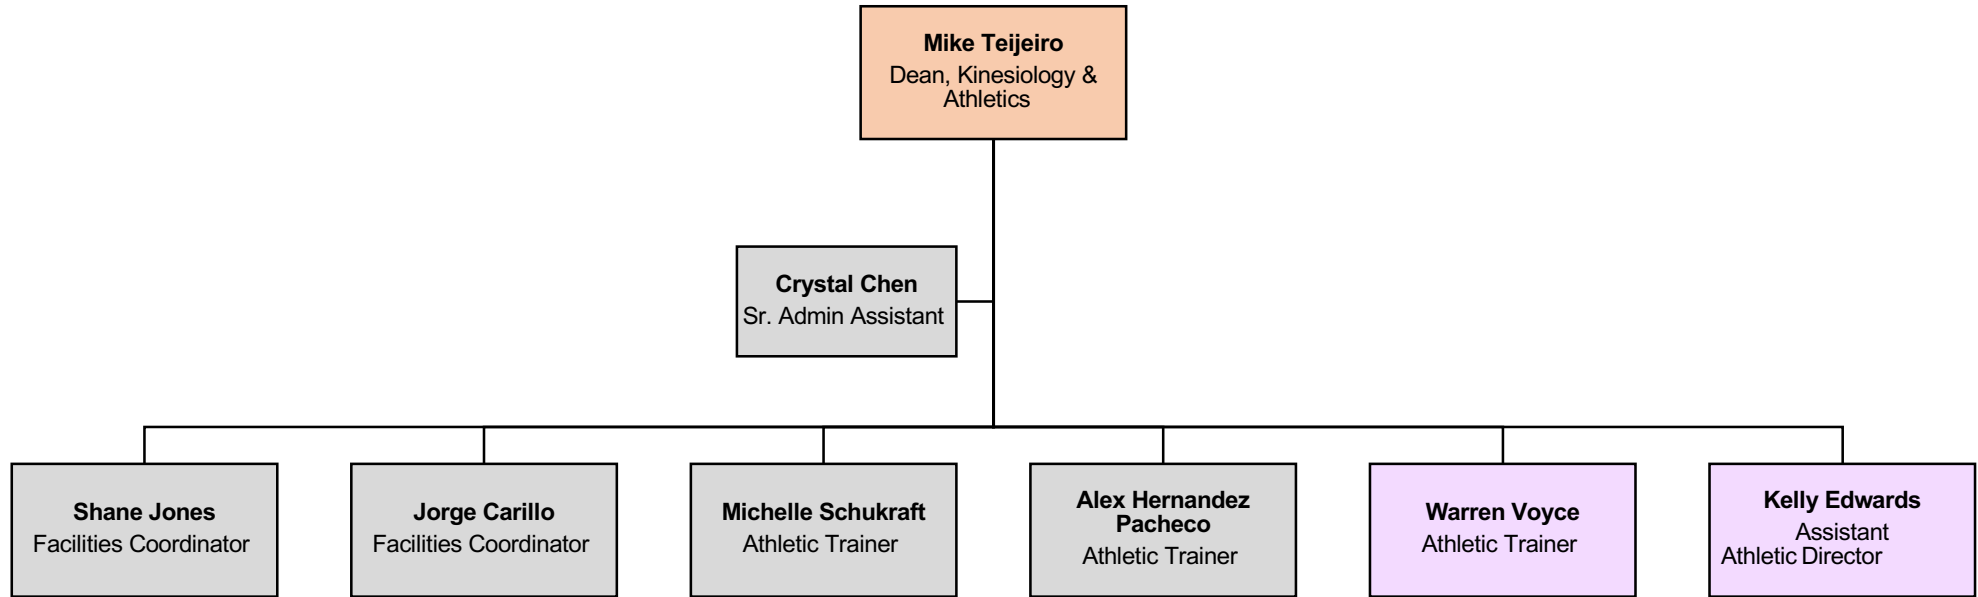 Mike Teijeiro
Dean, Kinesiology &
Athletics
Crystal Chen
Sr. Admin Assistant
Shane Jones
Facilities Coordinator
Jorge Carillo
Facilities Coordinator
Michelle Schukraft
Athletic Trainer
Alex Hernandez
Pacheco
Athletic Trainer
Warren Voyce
Athletic Trainer
Kelly Edwards
Assistant
Athletic Director